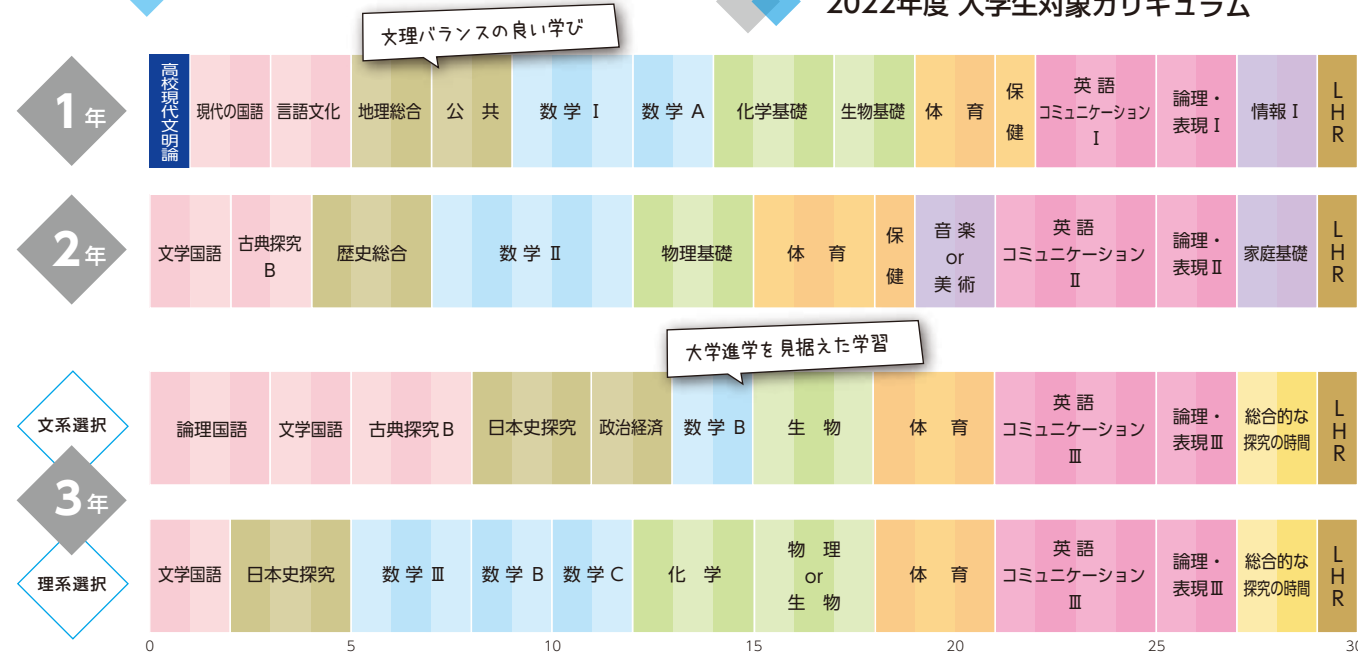 2022年度 入学生対象カリキュラム
文理バランスの良い学び
1年
高校現代文明論
現代の国語
言語文化
地理総合
公 共
数 学 Ⅰ
数 学 A
化学基礎
生物基礎
体 育
保
健
英 語
コミュニケーション
Ⅰ
論理・
表現Ⅰ
情報Ⅰ
L
H
R
2年
文学国語
古典探究
B
歴史総合
数 学 Ⅱ
物理基礎
体 育
保
健
音 楽
or
美 術
英 語
コミュニケーション
Ⅱ
論理・
表現Ⅱ
家庭基礎
L
H
R
大学進学を見据えた学習
3年
文系選択
論理国語
文学国語
古典探究B
日本史探究
政治経済
数 学 B
生 物
体 育
英 語
コミュニケーション
Ⅲ
論理・
表現Ⅲ
総合的な
探究の時間
L
H
R
理系選択
文学国語
日本史探究
数 学 Ⅲ
数 学 B
数 学 C
化 学
物 理
or
生 物
体 育
英 語
コミュニケーション
Ⅲ
論理・
表現Ⅲ
総合的な
探究の時間
L
H
R
0 5 10 15 20 25 30